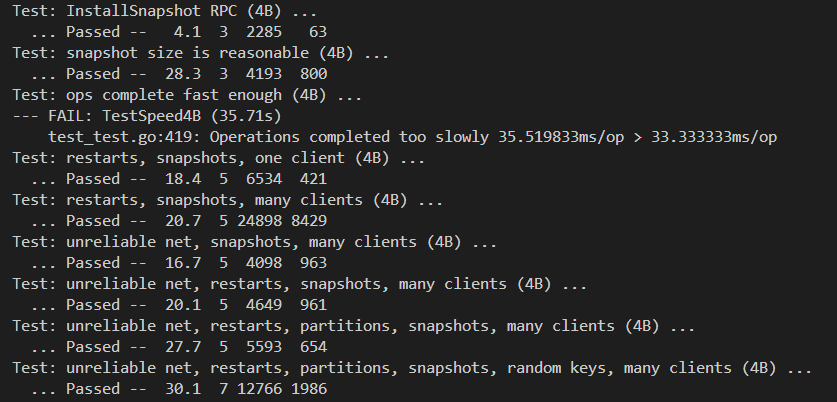 Test: InstallSnapshot RPC (4B) ...
  ... Passed --   4.1  3  2285   63
Test: snapshot size is reasonable (4B) ...
  ... Passed --  28.3  3  4193  800
Test: ops complete fast enough (4B) ...
--- FAIL: TestSpeed4B (35.71s)
    test_test.go:419: Operations completed too slowly 35.519833ms/op > 33.333333ms/op
Test: restarts, snapshots, one client (4B) ...
  ... Passed --  18.4  5  6534  421
Test: restarts, snapshots, many clients (4B) ...
  ... Passed --  20.7  5 24898 8429
Test: unreliable net, snapshots, many clients (4B) ...
  ... Passed --  16.7  5  4098  963
Test: unreliable net, restarts, snapshots, many clients (4B) ...
  ... Passed --  20.1  5  4649  961
Test: unreliable net, restarts, partitions, snapshots, many clients (4B) ...
  ... Passed --  27.7  5  5593  654
Test: unreliable net, restarts, partitions, snapshots, random keys, many clients (4B) ...
  ... Passed --  30.1  7 12766 1986